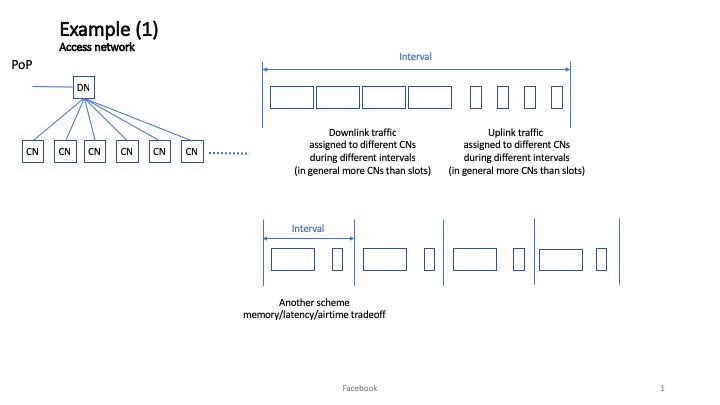 Example (1)
Access network
PoP
DN
CN CN CN CN CN CN
Interval
Downlink traffic
assigned to different CNs
during different intervals
(in general more CNs than slots)
Uplink traffic
assigned to different CNs
during different intervals
(in general more CNs than slots)
Interval
Another scheme
memory/latency/airtime tradeoff
Facebook
1